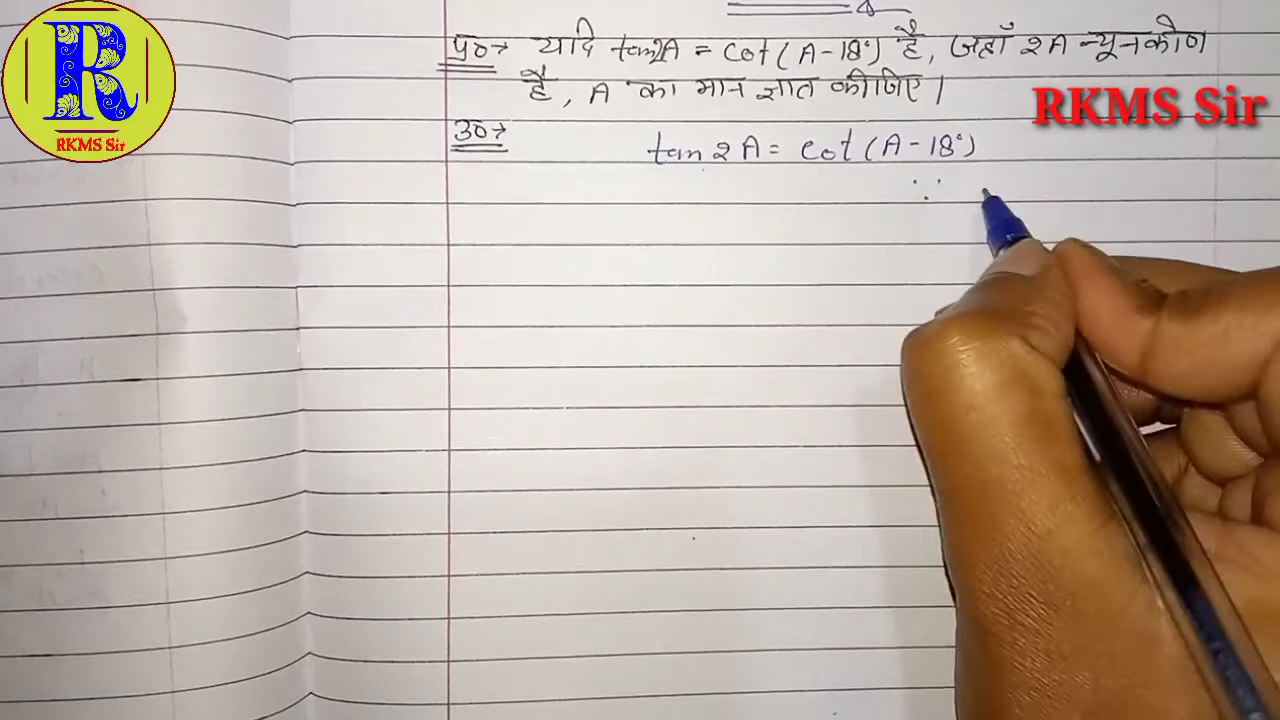 प्र०→ यदि tan2A = cot(A-18°) है, जहाँ 2A न्यूनकोण
है, A का मान ज्ञात कीजिए।
उ०→
tan 2A = cot(A-18°)
∵
R
RKMS Sir
RKMS Sir